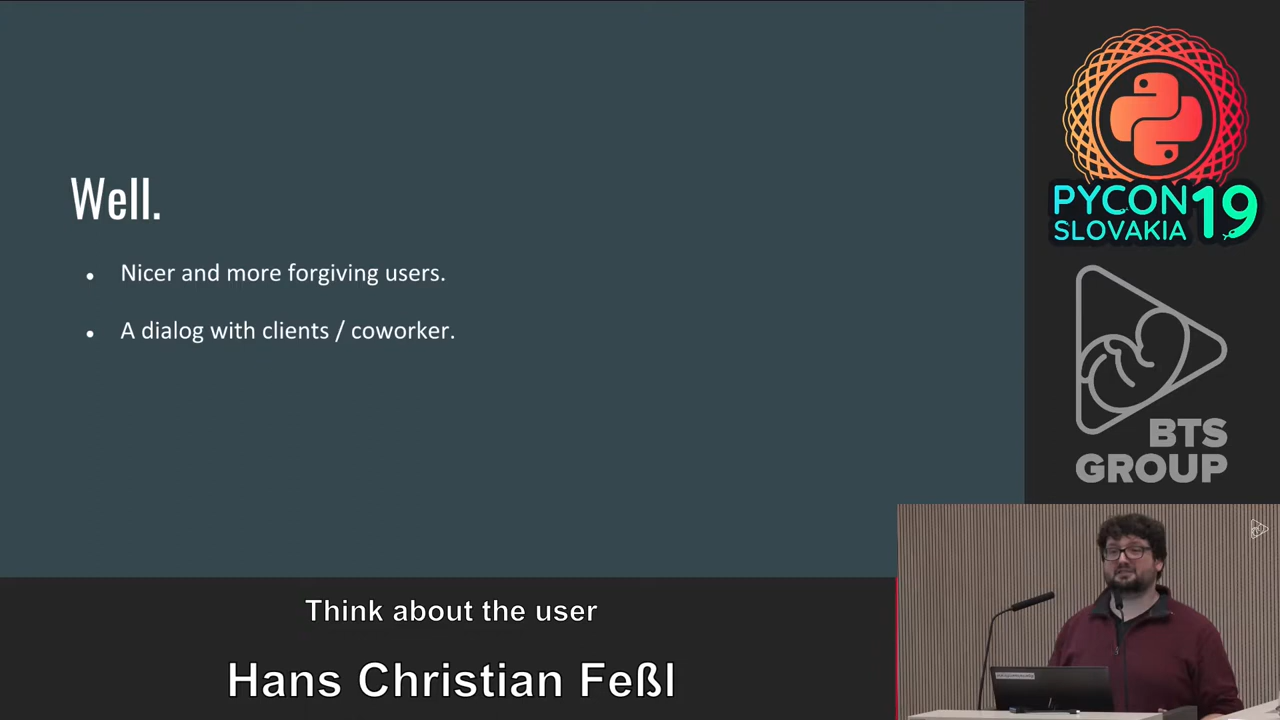 Well.
Nicer and more forgiving users.
A dialog with clients / coworker.
PYCON 19
SLOVAKIA
BTS
GROUP
Think about the user
Hans Christian Feßl